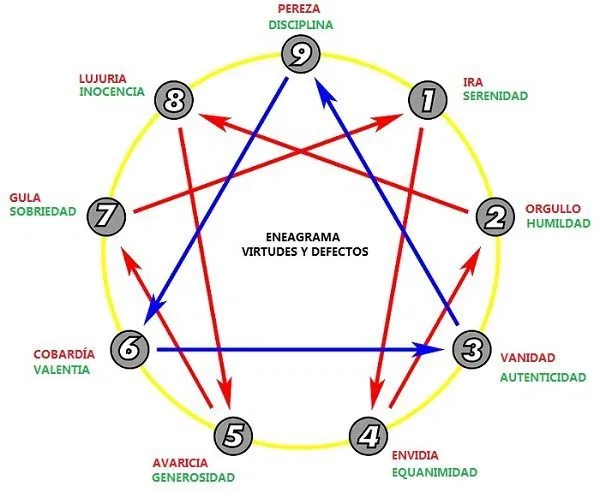 PEREZA
DISCIPLINA
9
LUJURIA
INOCENCIA
8
1
IRA
SERENIDAD
GULA
SOBRIEDAD
7
2
ORGULLO
HUMILDAD
ENEAGRAMA
VIRTUDES Y DEFECTOS
COBARDÍA
VALENTIA
6
3
VANIDAD
AUTENTICIDAD
AVARICIA
GENEROSIDAD
5
4
ENVIDIA
EQUANIMIDAD